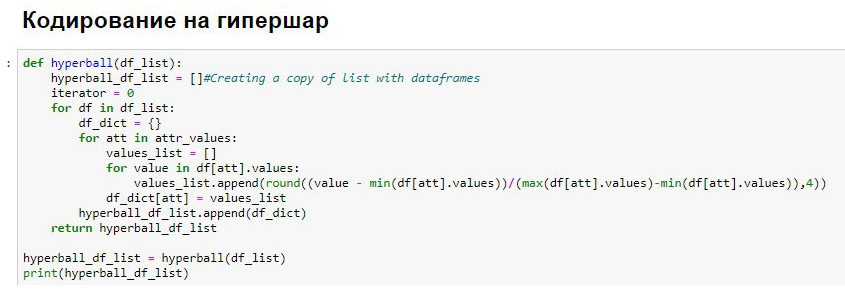 Кодирование на гипершар
: def hyperball(df_list):
    hyperball_df_list = []#Creating a copy of list with dataframes
    iterator = 0
    for df in df_list:
        df_dict = {}
        for att in attr_values:
            values_list = []
            for value in df[att].values:
                values_list.append(round((value - min(df[att].values))/(max(df[att].values)-min(df[att].values)),4))
            df_dict[att] = values_list
        hyperball_df_list.append(df_dict)
    return hyperball_df_list

hyperball_df_list = hyperball(df_list)
print(hyperball_df_list)